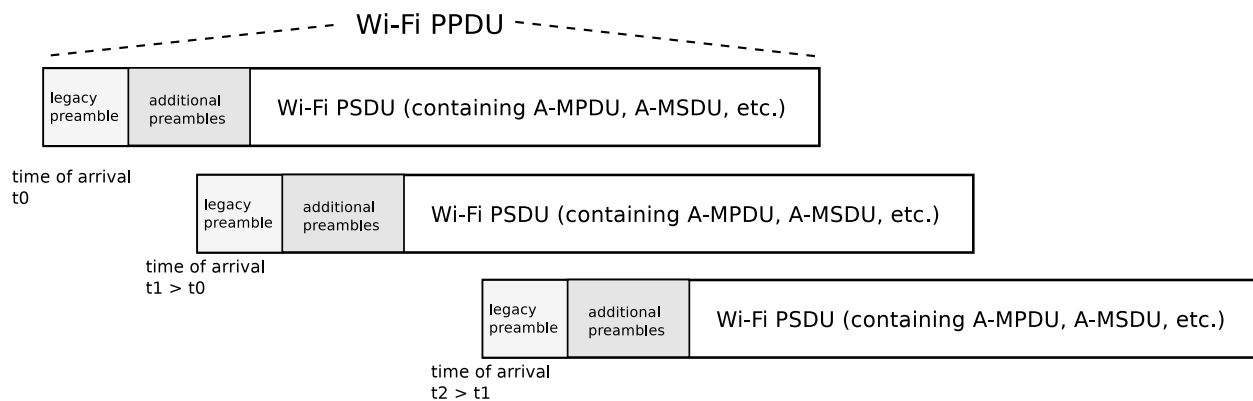 Wi-Fi PPDU
legacy
preamble
additional
preambles
Wi-Fi PSDU (containing A-MPDU, A-MSDU, etc.)
time of arrival
t0
legacy
preamble
additional
preambles
Wi-Fi PSDU (containing A-MPDU, A-MSDU, etc.)
time of arrival
t1 > t0
legacy
preamble
additional
preambles
Wi-Fi PSDU (containing A-MPDU, A-MSDU, etc.)
time of arrival
t2 > t1